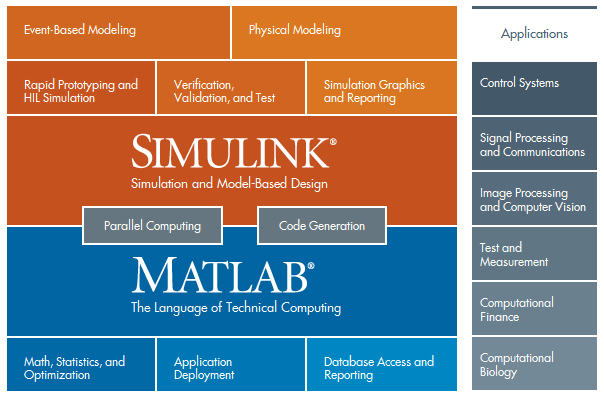 Event-Based Modeling
Physical Modeling
Rapid Prototyping and
HIL Simulation
Verification,
Validation, and Test
Simulation Graphics
and Reporting
SIMULINK®
Simulation and Model-Based Design
Parallel Computing
Code Generation
MATLAB®
The Language of Technical Computing
Math, Statistics, and
Optimization
Application
Deployment
Database Access and
Reporting
Applications
Control Systems
Signal Processing
and Communications
Image Processing
and Computer Vision
Test and
Measurement
Computational
Finance
Computational
Biology